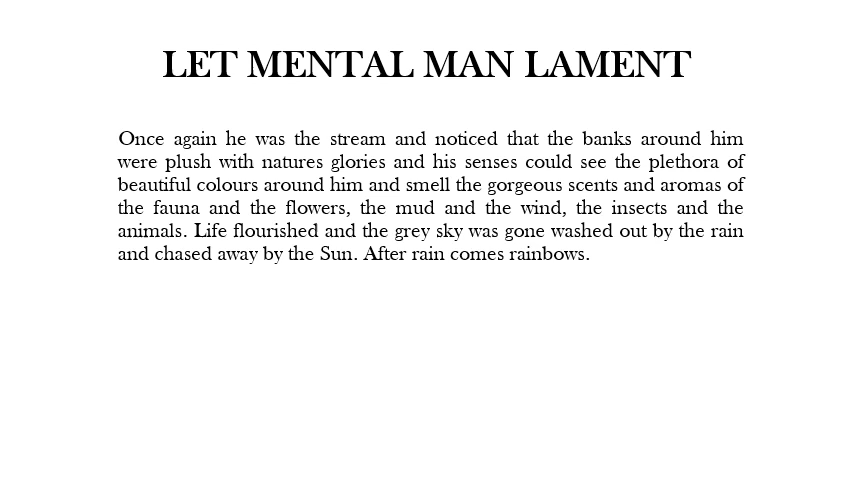 LET MENTAL MAN LAMENT
Once again he was the stream and noticed that the banks around him
were plush with natures glories and his senses could see the plethora of
beautiful colours around him and smell the gorgeous scents and aromas of
the fauna and the flowers, the mud and the wind, the insects and the
animals. Life flourished and the grey sky was gone washed out by the rain
and chased away by the Sun. After rain comes rainbows.